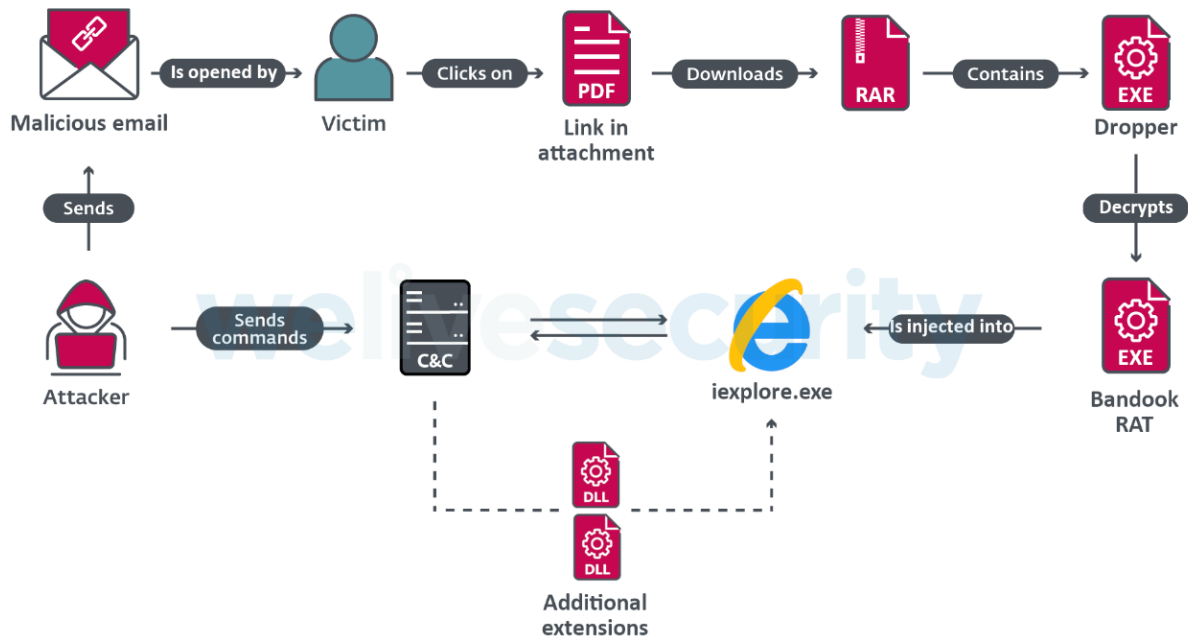 Is opened by
Clicks on
PDF
Downloads
RAR
Contains
EXE
Malicious email
Victim
Link in
attachment
Dropper
Sends
Decrypts
welivesecurity
Sends
commands
C&C
Is injected into
EXE
Attacker
iexplore.exe
Bandook
RAT
DLL
DLL
Additional
extensions